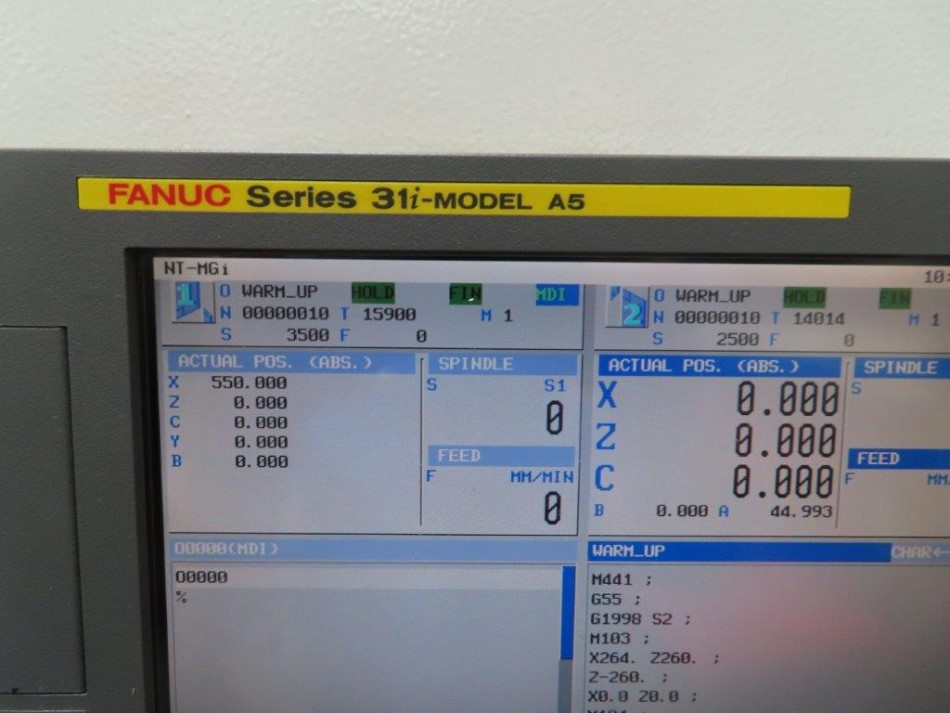 FANUC Series 31i-MODEL A5
NT-MGi 10:
1 O WARM_UP HOLD FIN MDI
N 00000010 T 15900 M 1
S 3500 F 0
ACTUAL POS. (ABS.) SPINDLE
X 550.000 S S1
Z 0.000 0
C 0.000
Y 0.000
B 0.000 FEED
F MM/MIN
0
O0000(MDI)
O0000
%
2 O WARM_UP HOLD FIN
N 00000010 T 14014 M 1
S 2500 F 0
ACTUAL POS. (ABS.) SPINDLE
X 0.000 S
Z 0.000
C 0.000 FEED
F MM
B 0.000 A 44.993
WARM_UP CHAR←
M441 ;
G55 ;
G1998 S2 ;
M103 ;
X264. Z260. ;
Z-260. ;
X0.0 Z0.0 ;